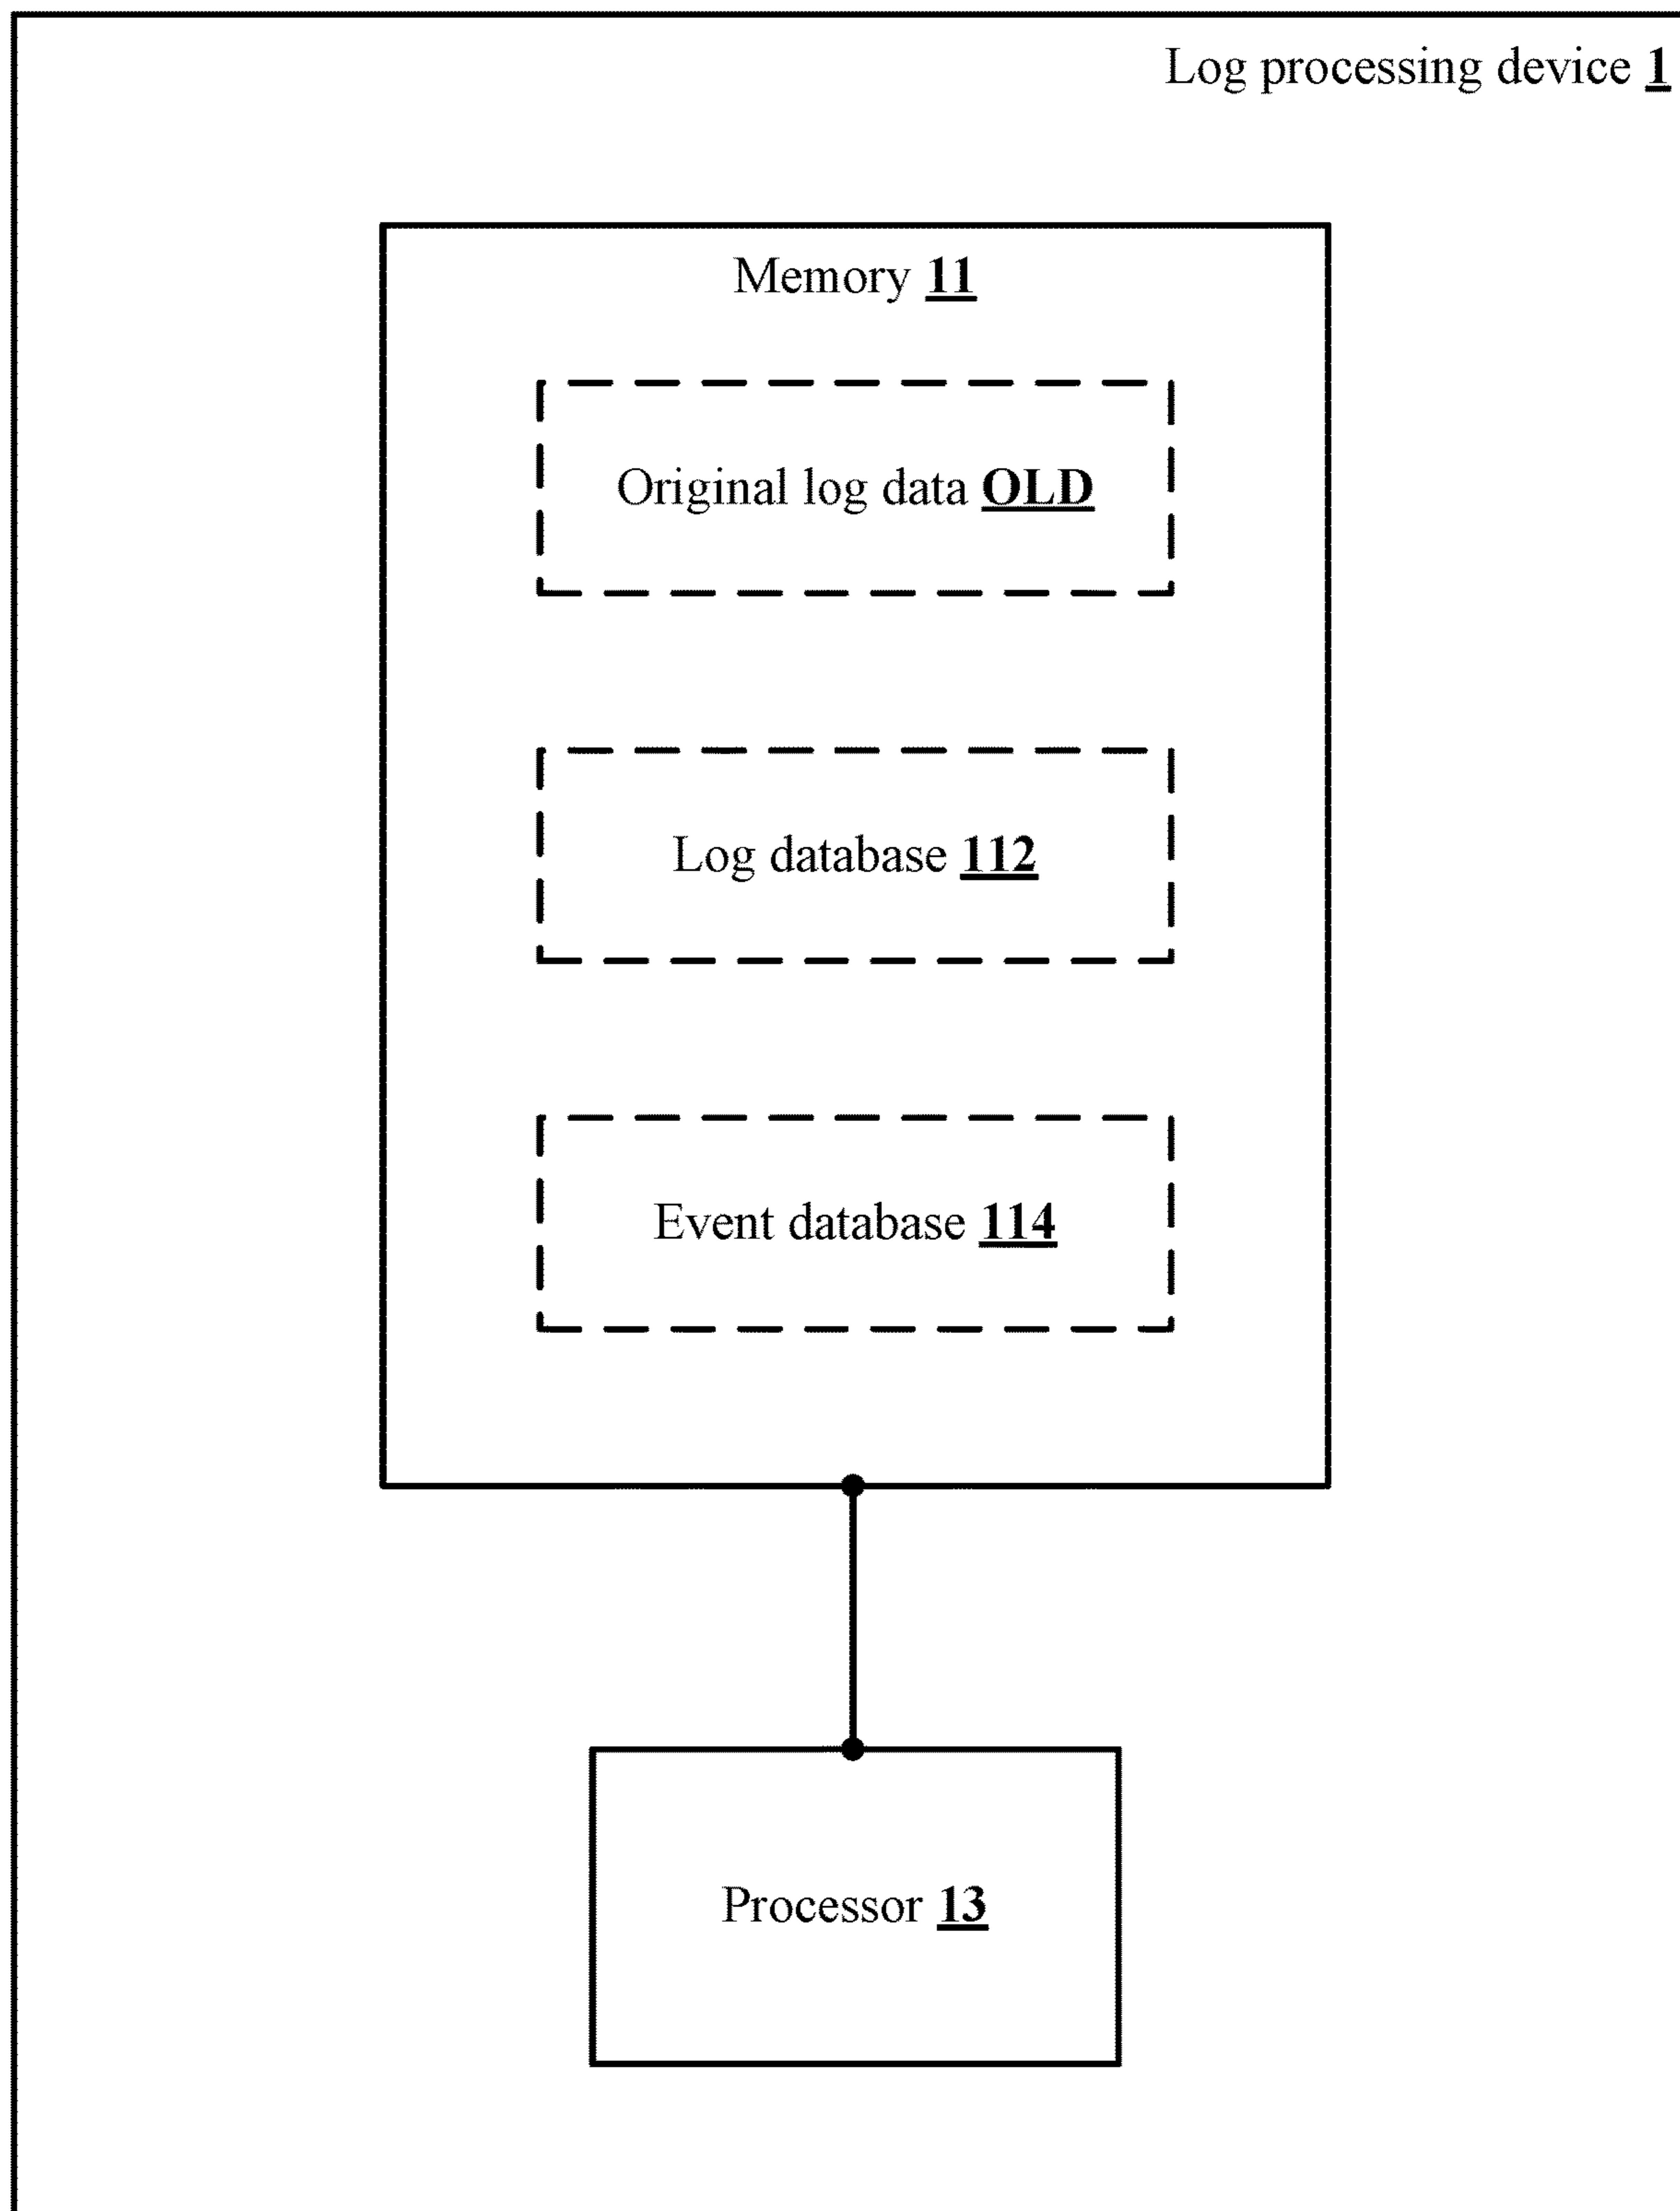 Log processing device 1
Memory 11
Original log data OLD
Log database 112
Event database 114
Processor 13